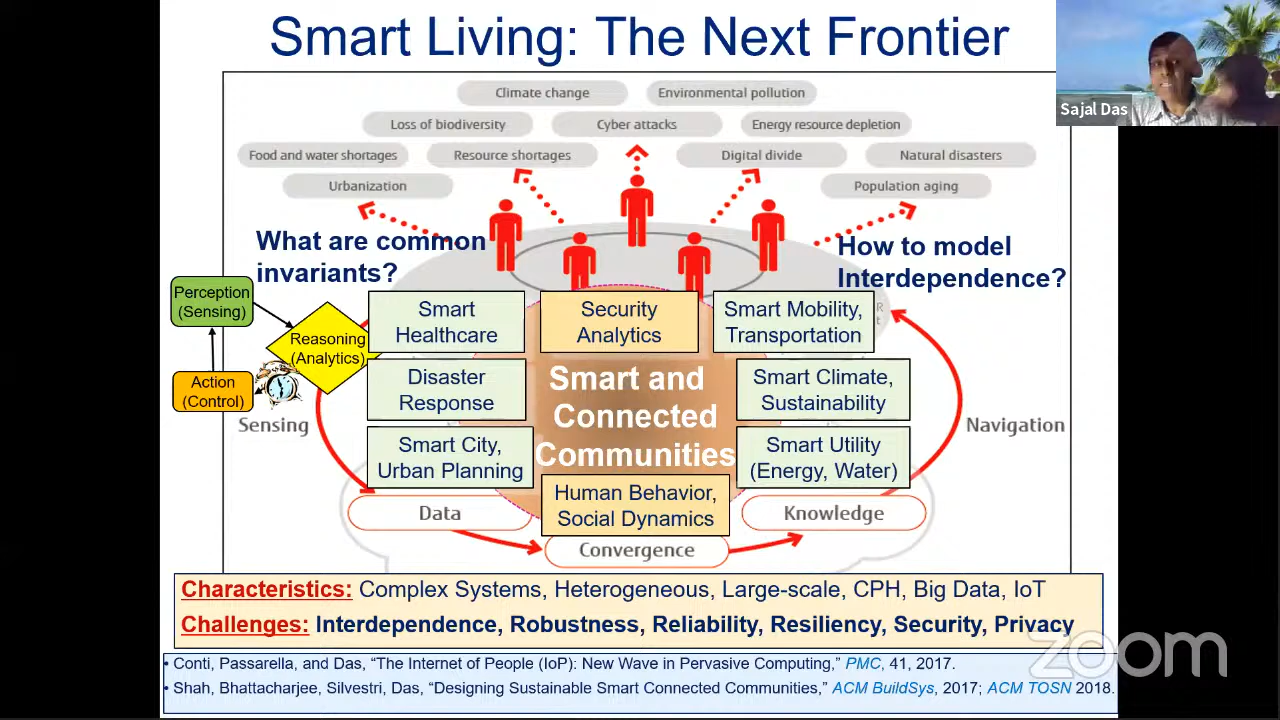 Smart Living: The Next Frontier
Sajal Das
Climate change
Environmental pollution
Loss of biodiversity
Cyber attacks
Energy resource depletion
Food and water shortages
Resource shortages
Digital divide
Natural disasters
Urbanization
Population aging
What are common
invariants?
How to model
Interdependence?
Perception
(Sensing)
Reasoning
(Analytics)
Action
(Control)
Smart
Healthcare
Security
Analytics
Smart Mobility,
Transportation
Disaster
Response
Smart and
Connected
Communities
Smart Climate,
Sustainability
Sensing
Smart City,
Urban Planning
Smart Utility
(Energy, Water)
Navigation
Human Behavior,
Social Dynamics
Data
Convergence
Knowledge
Characteristics: Complex Systems, Heterogeneous, Large-scale, CPH, Big Data, IoT
Challenges: Interdependence, Robustness, Reliability, Resiliency, Security, Privacy
• Conti, Passarella, and Das, “The Internet of People (IoP): New Wave in Pervasive Computing,” PMC, 41, 2017.
• Shah, Bhattacharjee, Silvestri, Das, “Designing Sustainable Smart Connected Communities,” ACM BuildSys, 2017; ACM TOSN 2018.
zoom